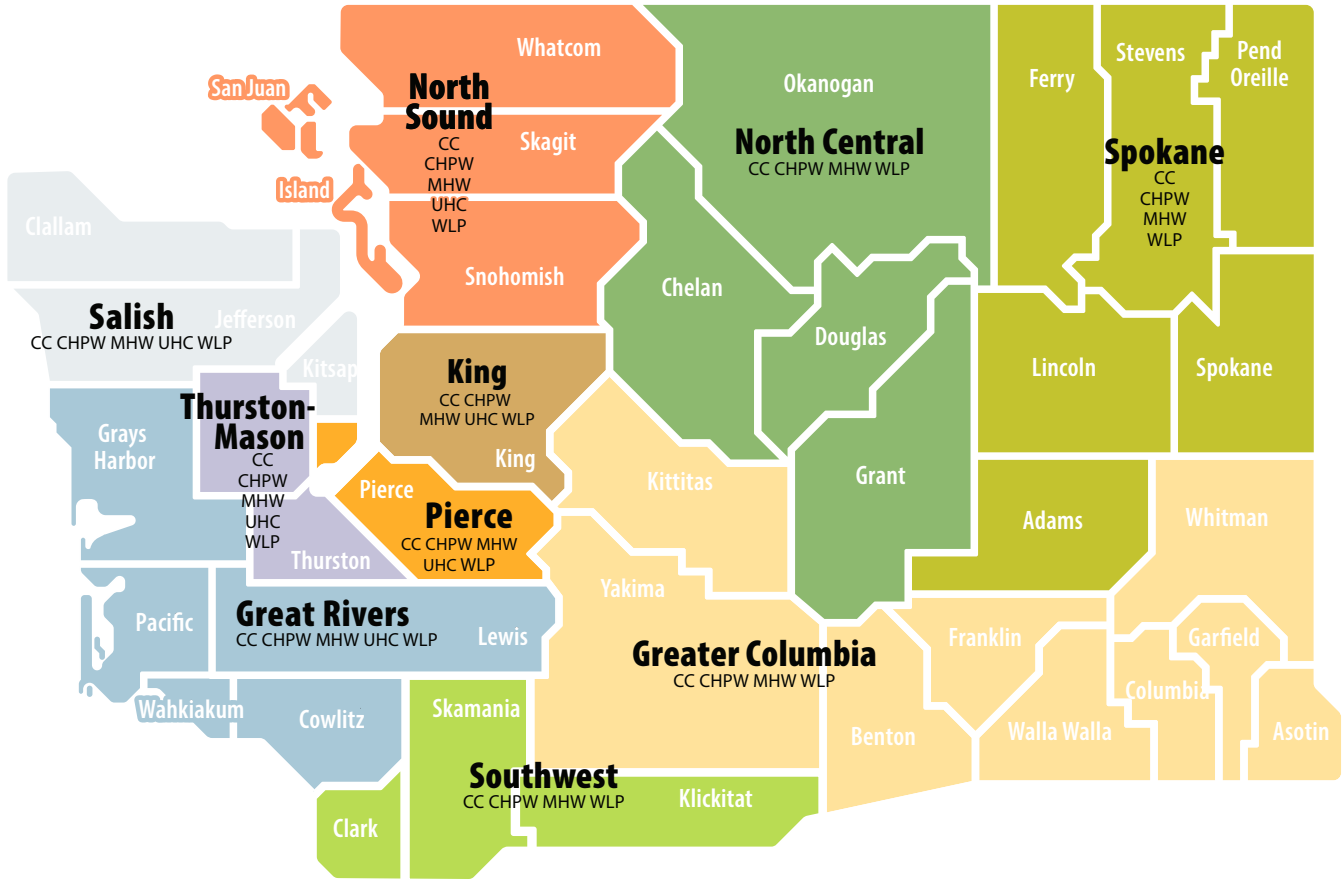 Whatcom
San Juan
North
Sound
CC
CHPW
MHW
UHC
WLP
Skagit
Island
Snohomish
Okanogan
North Central
CC CHPW MHW WLP
Chelan
Douglas
Grant
Ferry
Stevens
Pend
Oreille
Spokane
CC
CHPW
MHW
WLP
Lincoln
Spokane
Adams
Clallam
Salish
CC CHPW MHW UHC WLP
Jefferson
Kitsap
King
CC CHPW
MHW UHC WLP
King
Thurston-
Mason
CC
CHPW
MHW
UHC
WLP
Thurston
Grays
Harbor
Pierce
Pierce
CC CHPW MHW
UHC WLP
Pacific
Great Rivers
CC CHPW MHW UHC WLP
Lewis
Wahkiakum
Cowlitz
Kittitas
Yakima
Greater Columbia
CC CHPW MHW WLP
Whitman
Franklin
Garfield
Columbia
Benton
Walla Walla
Asotin
Skamania
Southwest
CC CHPW MHW WLP
Klickitat
Clark